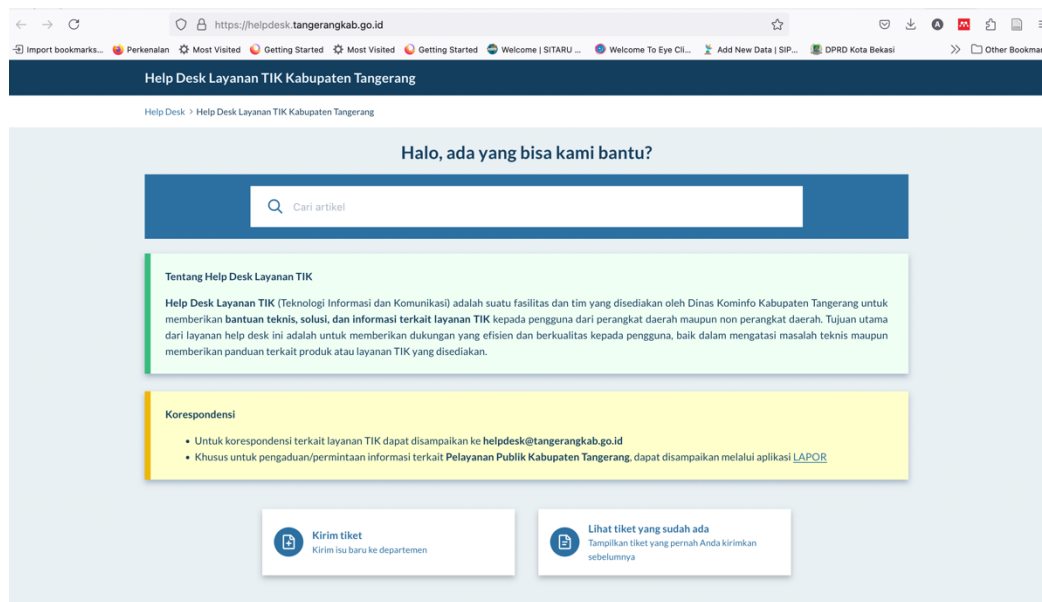 https://helpdesk.tangerangkab.go.id
Import bookmarks... Perkenalan Most Visited Getting Started Most Visited Getting Started Welcome | SITARU ... Welcome To Eye Cli... Add New Data | SIP... DPRD Kota Bekasi Other Bookmar
Help Desk Layanan TIK Kabupaten Tangerang
Help Desk > Help Desk Layanan TIK Kabupaten Tangerang
Halo, ada yang bisa kami bantu?
Cari artikel
Tentang Help Desk Layanan TIK
Help Desk Layanan TIK (Teknologi Informasi dan Komunikasi) adalah suatu fasilitas dan tim yang disediakan oleh Dinas Kominfo Kabupaten Tangerang untuk
memberikan bantuan teknis, solusi, dan informasi terkait layanan TIK kepada pengguna dari perangkat daerah maupun non perangkat daerah. Tujuan utama
dari layanan help desk ini adalah untuk memberikan dukungan yang efisien dan berkualitas kepada pengguna, baik dalam mengatasi masalah teknis maupun
memberikan panduan terkait produk atau layanan TIK yang disediakan.
Korespondensi
• Untuk korespondensi terkait layanan TIK dapat disampaikan ke helpdesk@tangerangkab.go.id
• Khusus untuk pengaduan/permintaan informasi terkait Pelayanan Publik Kabupaten Tangerang, dapat disampaikan melalui aplikasi LAPOR
Kirim tiket
Kirim isu baru ke departemen
Lihat tiket yang sudah ada
Tampilkan tiket yang pernah Anda kirimkan
sebelumnya